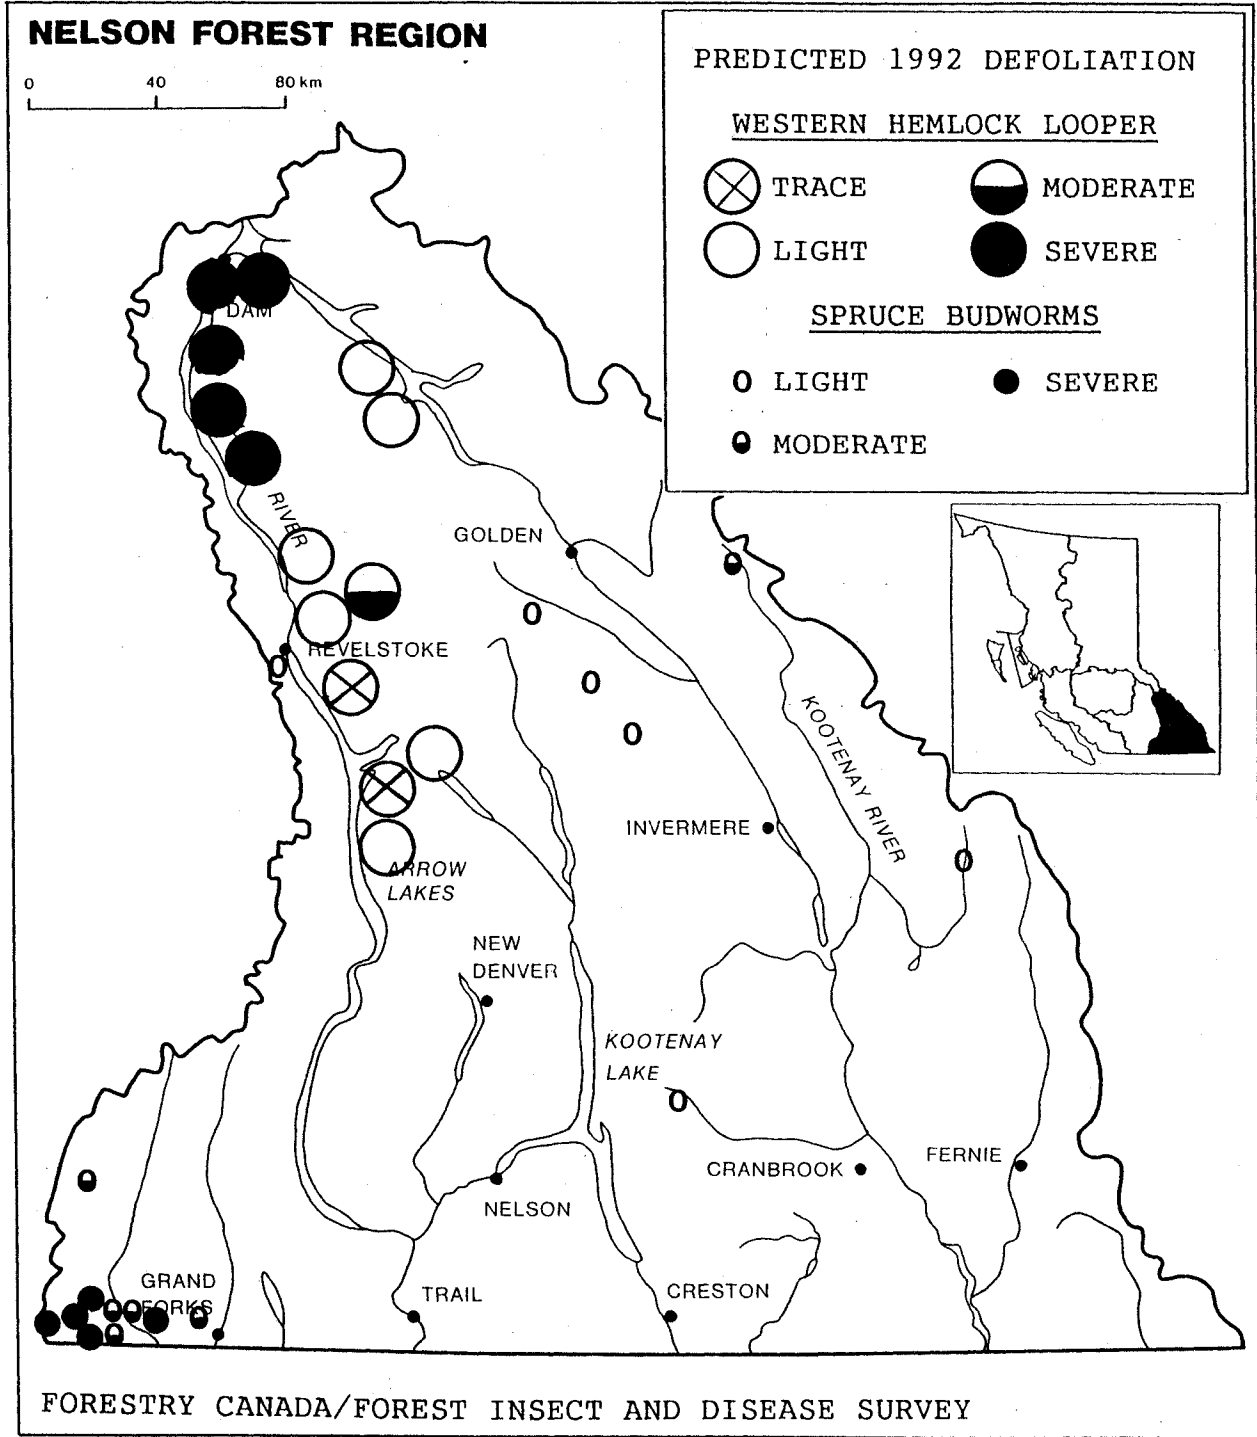 NELSON FOREST REGION
0 40 80 km
PREDICTED 1992 DEFOLIATION
WESTERN HEMLOCK LOOPER
TRACE
MODERATE
LIGHT
SEVERE
SPRUCE BUDWORMS
LIGHT
SEVERE
MODERATE
DAM
RIVER
GOLDEN
REVELSTOKE
KOOTENAY RIVER
INVERMERE
ARROW
LAKES
NEW
DENVER
KOOTENAY
LAKE
CRANBROOK
FERNIE
NELSON
GRAND
FORKS
TRAIL
CRESTON
FORESTRY CANADA/FOREST INSECT AND DISEASE SURVEY